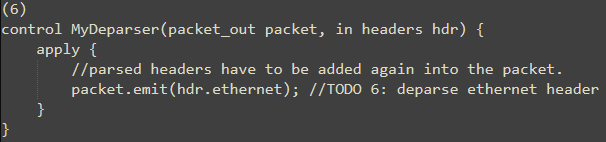 (6)
control MyDeparser(packet_out packet, in headers hdr) {
    apply {
        //parsed headers have to be added again into the packet.
        packet.emit(hdr.ethernet); //TODO 6: deparse ethernet header
    }
}